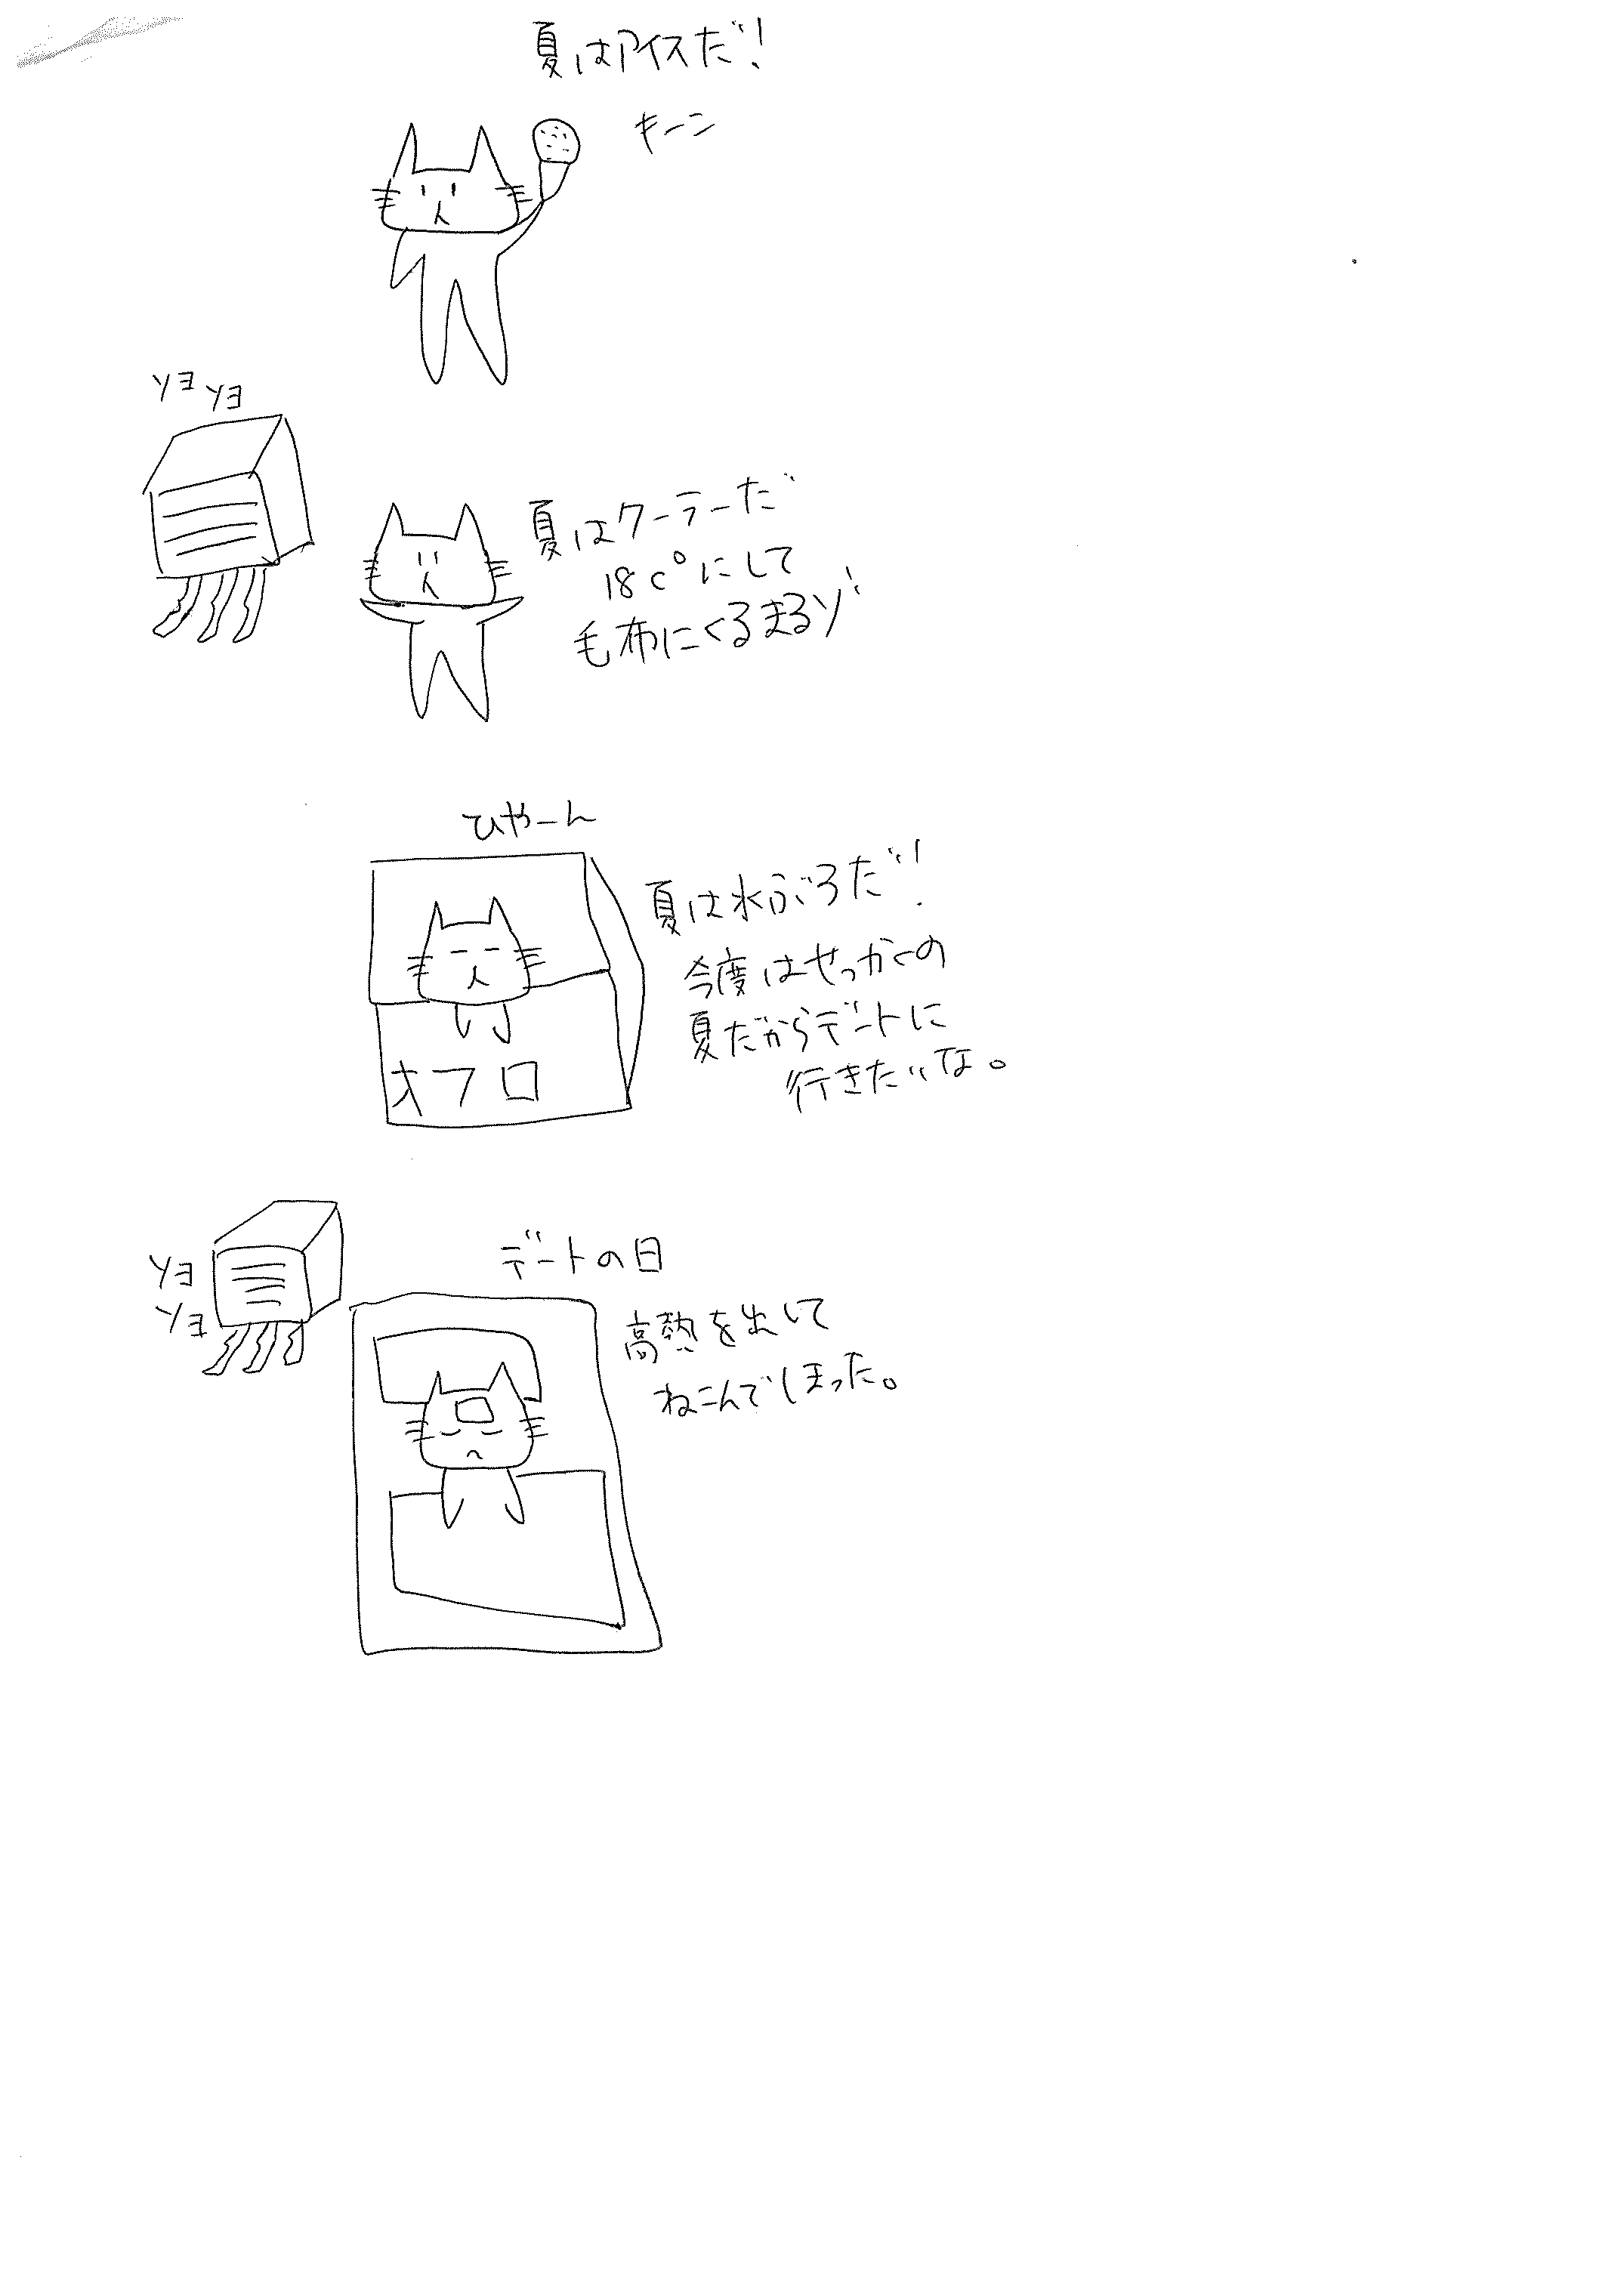 夏はアイスだ!
キーン
ソヨ
ソヨ
夏はクーラーだ
18c°にして
毛布にくるまるゾ
ひやーん
夏は水ぶろだ!
今度はせっかくの
夏だからデートに
行きたいな。
オフロ
ソヨ
ソヨ
デートの日
高熱を出して
ねこんでしまった。